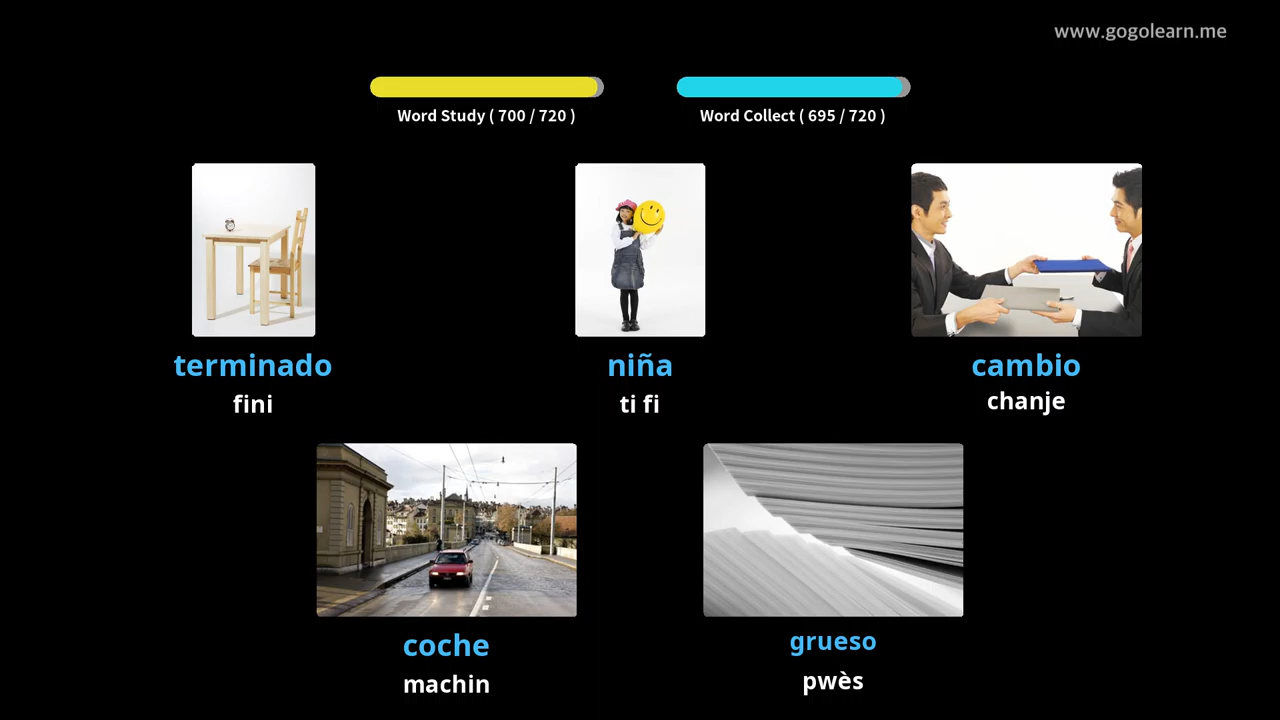 www.gogolearn.me
Word Study ( 700 / 720 )
Word Collect ( 695 / 720 )
terminado
fini
niña
ti fi
cambio
chanje
coche
machin
grueso
pwès